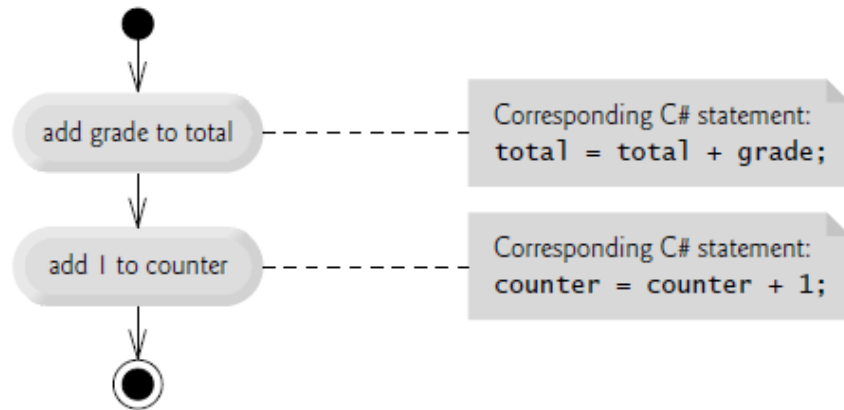 add grade to total
Corresponding C# statement:
total = total + grade;
add 1 to counter
Corresponding C# statement:
counter = counter + 1;